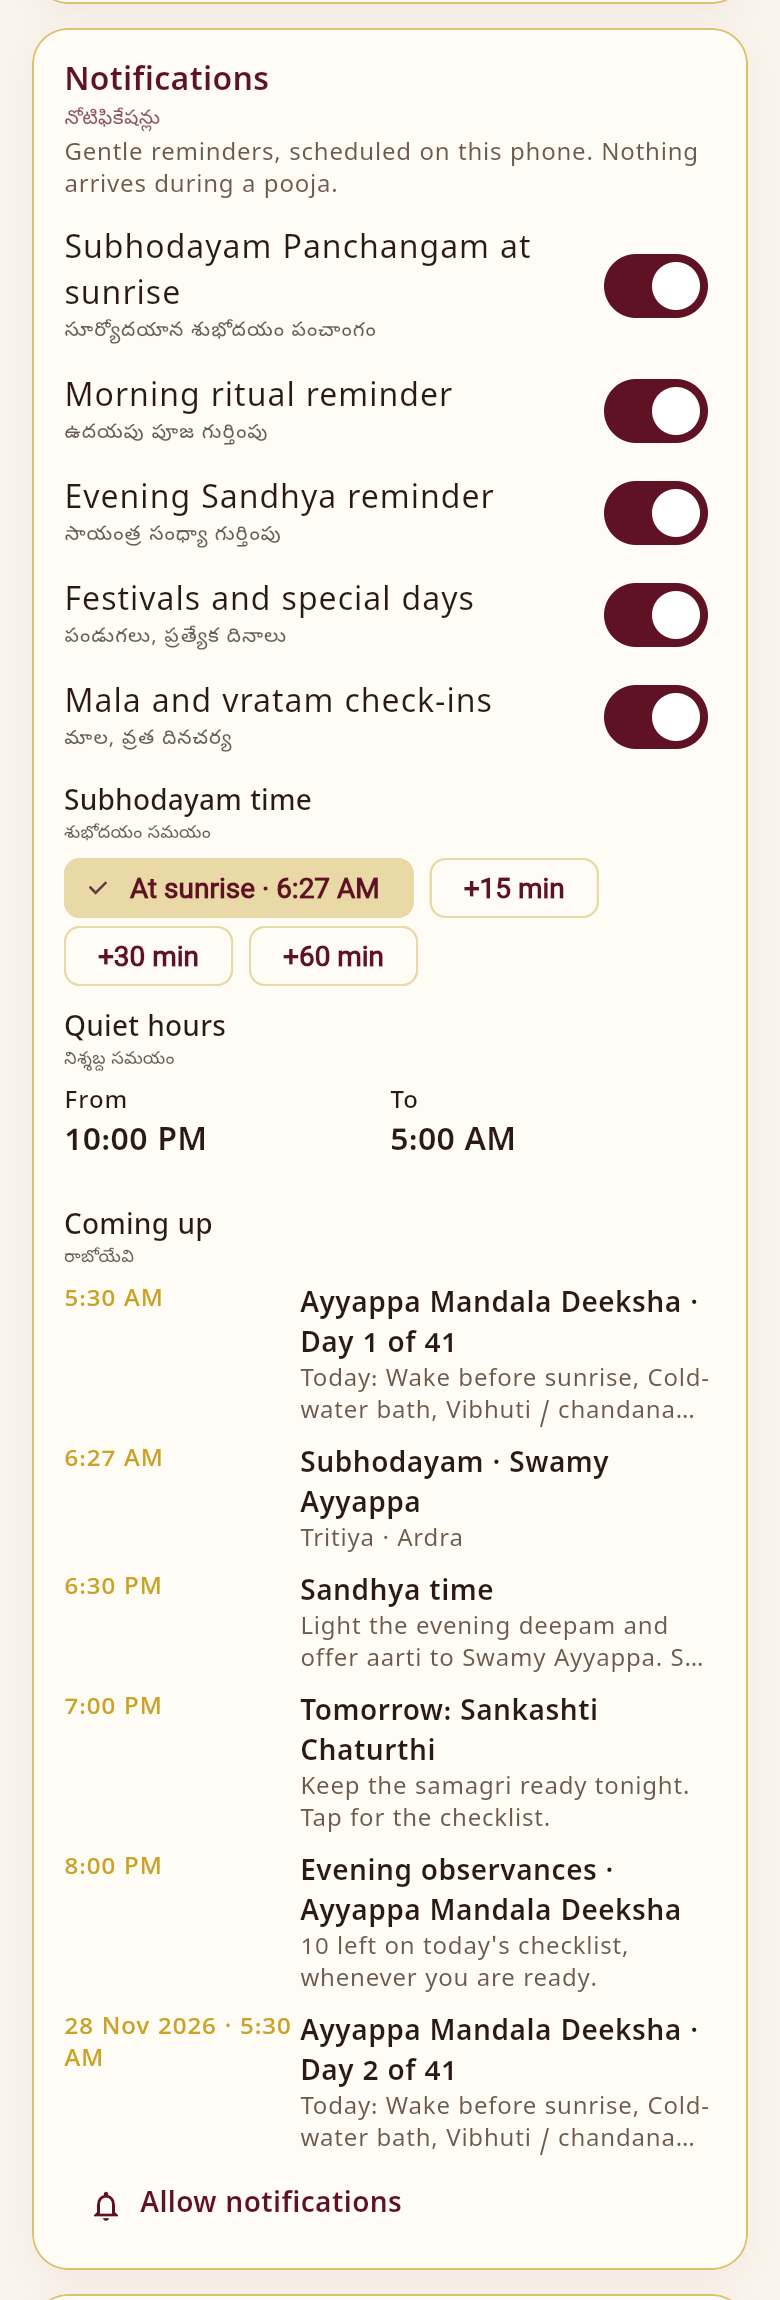 Notifications
నోటిఫికేషన్లు
Gentle reminders, scheduled on this phone. Nothing
arrives during a pooja.
Subhodayam Panchangam at
sunrise
సూర్యోదయాన శుభోదయం పంచాంగం
Morning ritual reminder
ఉదయపు పూజ గుర్తింపు
Evening Sandhya reminder
సాయంత్ర సంధ్యా గుర్తింపు
Festivals and special days
పండుగలు, ప్రత్యేక దినాలు
Mala and vratam check-ins
మాల, వ్రత దినచర్య
Subhodayam time
శుభోదయం సమయం
At sunrise · 6:27 AM
+15 min
+30 min
+60 min
Quiet hours
నిశ్శబ్ద సమయం
From
To
10:00 PM
5:00 AM
Coming up
రాబోయేవి
5:30 AM
Ayyappa Mandala Deeksha ·
Day 1 of 41
Today: Wake before sunrise, Cold-
water bath, Vibhuti / chandana…
6:27 AM
Subhodayam · Swamy
Ayyappa
Tritiya · Ardra
6:30 PM
Sandhya time
Light the evening deepam and
offer aarti to Swamy Ayyappa. S…
7:00 PM
Tomorrow: Sankashti
Chaturthi
Keep the samagri ready tonight.
Tap for the checklist.
8:00 PM
Evening observances ·
Ayyappa Mandala Deeksha
10 left on today's checklist,
whenever you are ready.
28 Nov 2026 · 5:30
AM
Ayyappa Mandala Deeksha ·
Day 2 of 41
Today: Wake before sunrise, Cold-
water bath, Vibhuti / chandana…
Allow notifications